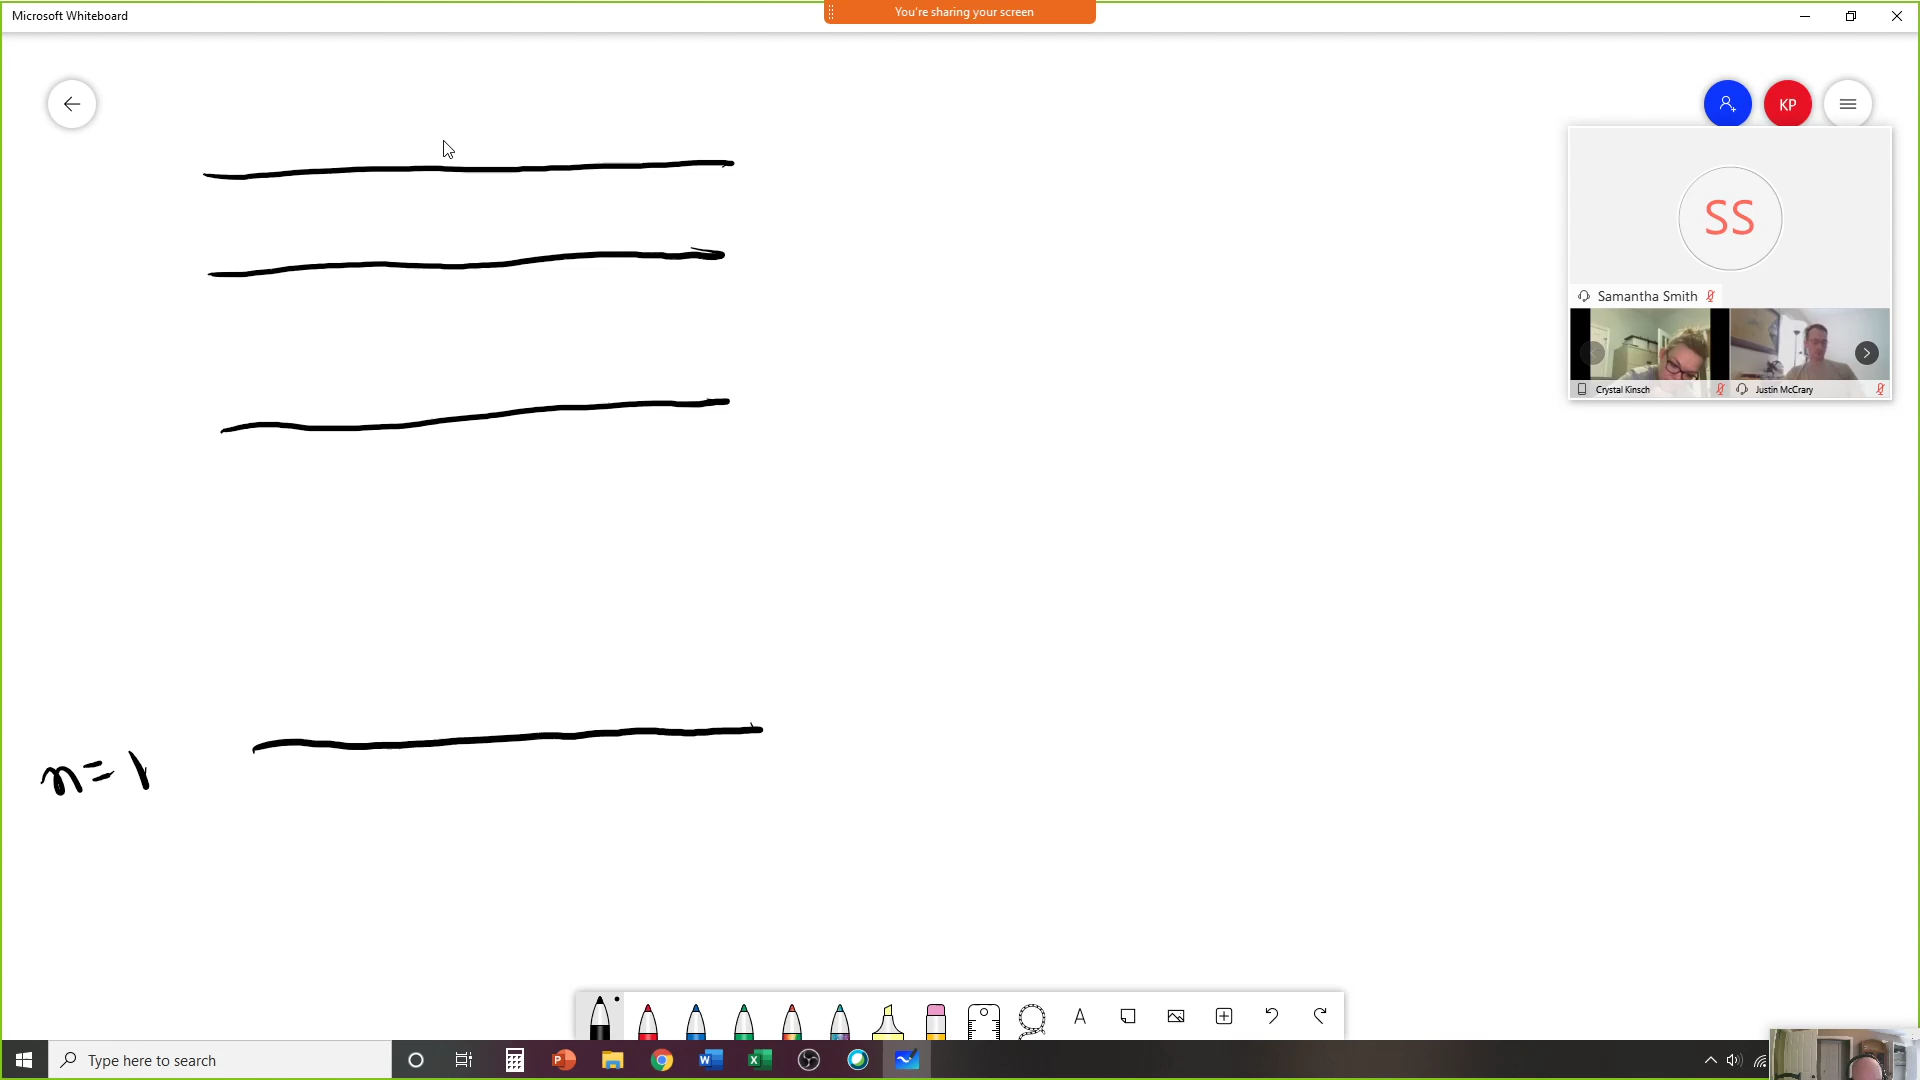 Microsoft Whiteboard
You're sharing your screen
KP
SS
Samantha Smith
Crystal Kinsch
Justin McCrary
n=1
A
Type here to search